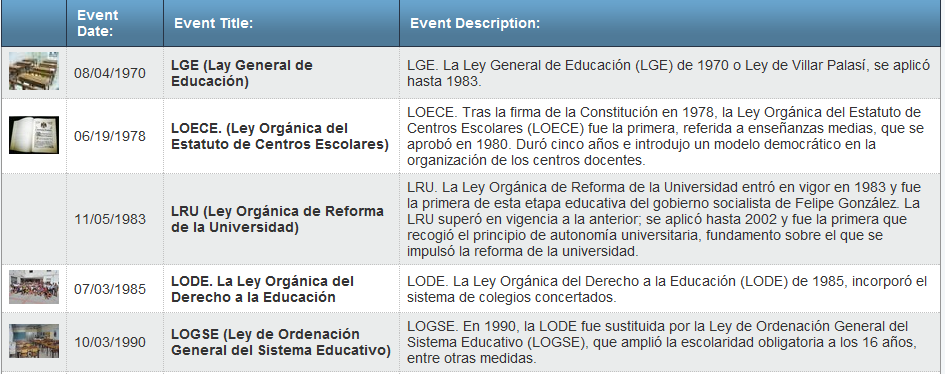 Event Date:
Event Title:
Event Description:
08/04/1970
LGE (Lay General de
Educación)
LGE. La Ley General de Educación (LGE) de 1970 o Ley de Villar Palasí, se aplicó
hasta 1983.
06/19/1978
LOECE. (Ley Orgánica del
Estatuto de Centros Escolares)
LOECE. Tras la firma de la Constitución en 1978, la Ley Orgánica del Estatuto de
Centros Escolares (LOECE) fue la primera, referida a enseñanzas medias, que se
aprobó en 1980. Duró cinco años e introdujo un modelo democrático en la
organización de los centros docentes.
11/05/1983
LRU (Ley Orgánica de Reforma
de la Universidad)
LRU. La Ley Orgánica de Reforma de la Universidad entró en vigor en 1983 y fue
la primera de esta etapa educativa del gobierno socialista de Felipe González. La
LRU superó en vigencia a la anterior; se aplicó hasta 2002 y fue la primera que
recogió el principio de autonomía universitaria, fundamento sobre el que se
impulsó la reforma de la universidad.
07/03/1985
LODE. La Ley Orgánica del
Derecho a la Educación
LODE. La Ley Orgánica del Derecho a la Educación (LODE) de 1985, incorporó el
sistema de colegios concertados.
10/03/1990
LOGSE (Ley de Ordenación
General del Sistema Educativo)
LOGSE. En 1990, la LODE fue sustituida por la Ley de Ordenación General del
Sistema Educativo (LOGSE), que amplió la escolaridad obligatoria a los 16 años,
entre otras medidas.